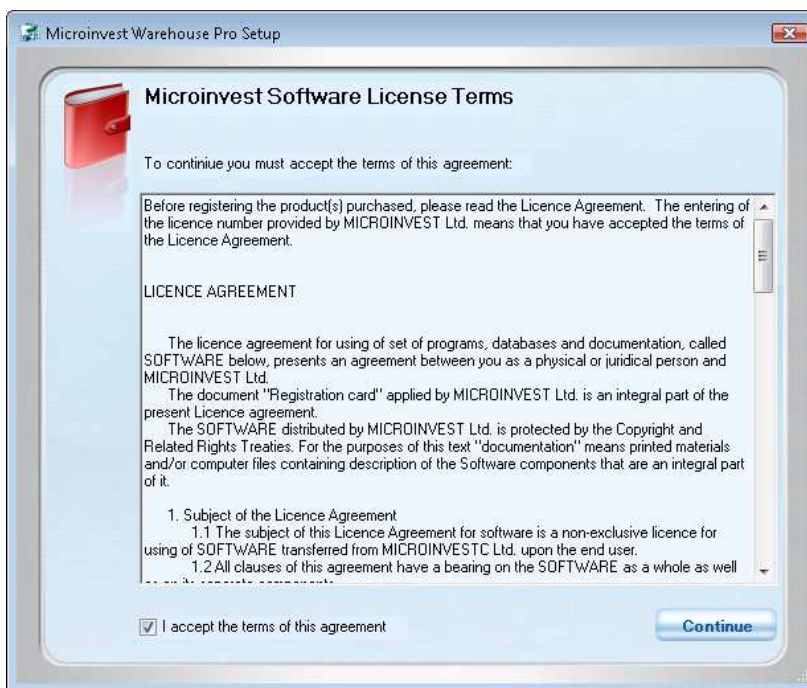 Microinvest Warehouse Pro Setup
Microinvest Software License Terms
To continiue you must accept the terms of this agreement:
Before registering the product(s) purchased, please read the Licence Agreement. The entering of
the licence number provided by MICROINVEST Ltd. means that you have accepted the terms of
the Licence Agreement.
LICENCE AGREEMENT
The licence agreement for using of set of programs, databases and documentation, called
SOFTWARE below, presents an agreement between you as a physical or juridical person and
MICROINVEST Ltd.
The document "Registration card" applied by MICROINVEST Ltd. is an integral part of the
present Licence agreement.
The SOFTWARE distributed by MICROINVEST Ltd. is protected by the Copyright and
Related Rights Treaties. For the purposes of this text "documentation" means printed materials
and/or computer files containing description of the Software components that are an integral part
of it.
1. Subject of the Licence Agreement
1.1 The subject of this Licence Agreement for software is a non-exclusive licence for
using of SOFTWARE transferred from MICROINVESTC Ltd. upon the end user.
1.2 All clauses of this agreement have a bearing on the SOFTWARE as a whole as well
I accept the terms of this agreement
Continue